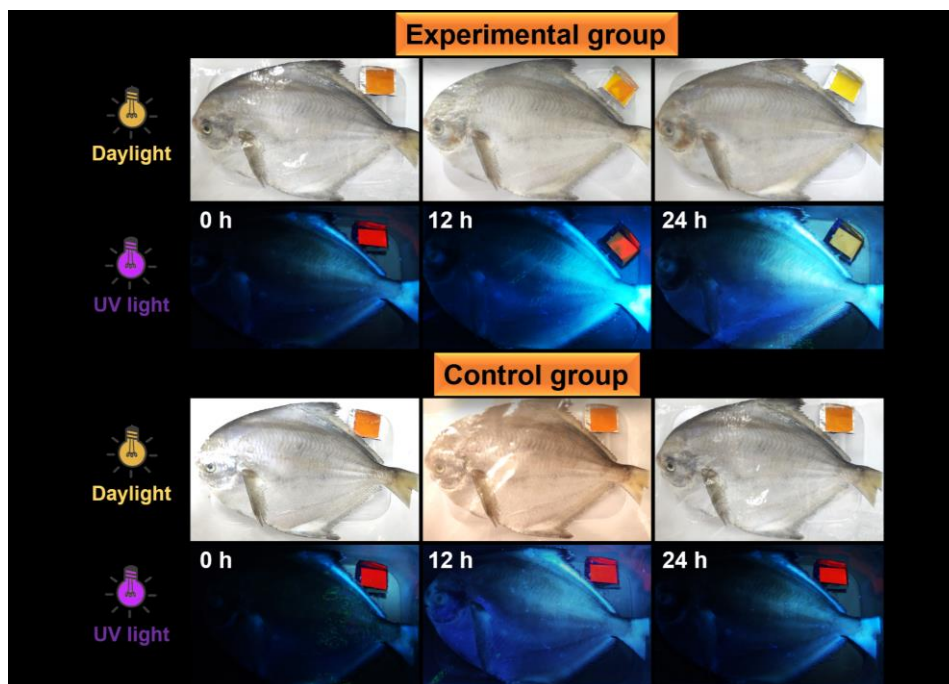 Experimental group
Daylight
0 h 12 h 24 h
UV light
Control group
Daylight
0 h 12 h 24 h
UV light